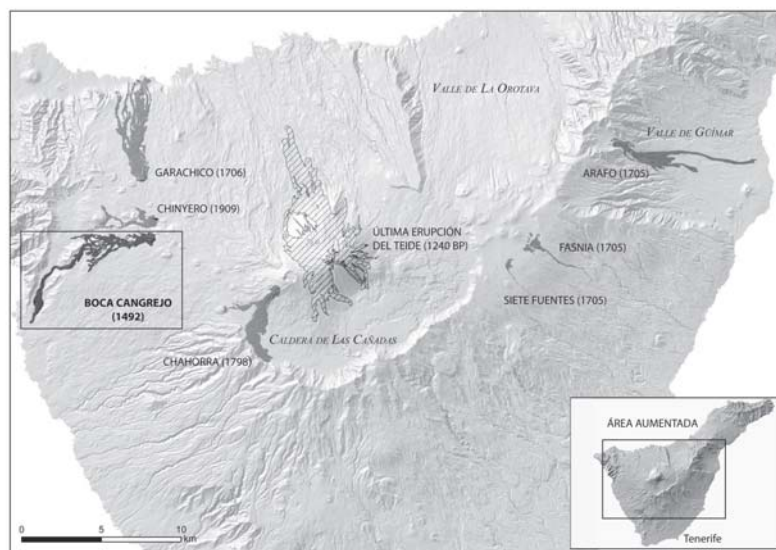 VALLE DE LA OROTAVA
VALLE DE GÜÍMAR
GARACHICO (1706)
ARAFO (1705)
CHINYERO (1909)
ÚLTIMA ERUPCIÓN
DEL TEIDE (1240 BP)
FASNIA (1705)
BOCA CANGREJO
(1492)
SIETE FUENTES (1705)
CALDERA DE LAS CAÑADAS
CHAHORRA (1798)
ÁREA AUMENTADA
0 5 10
km
Tenerife